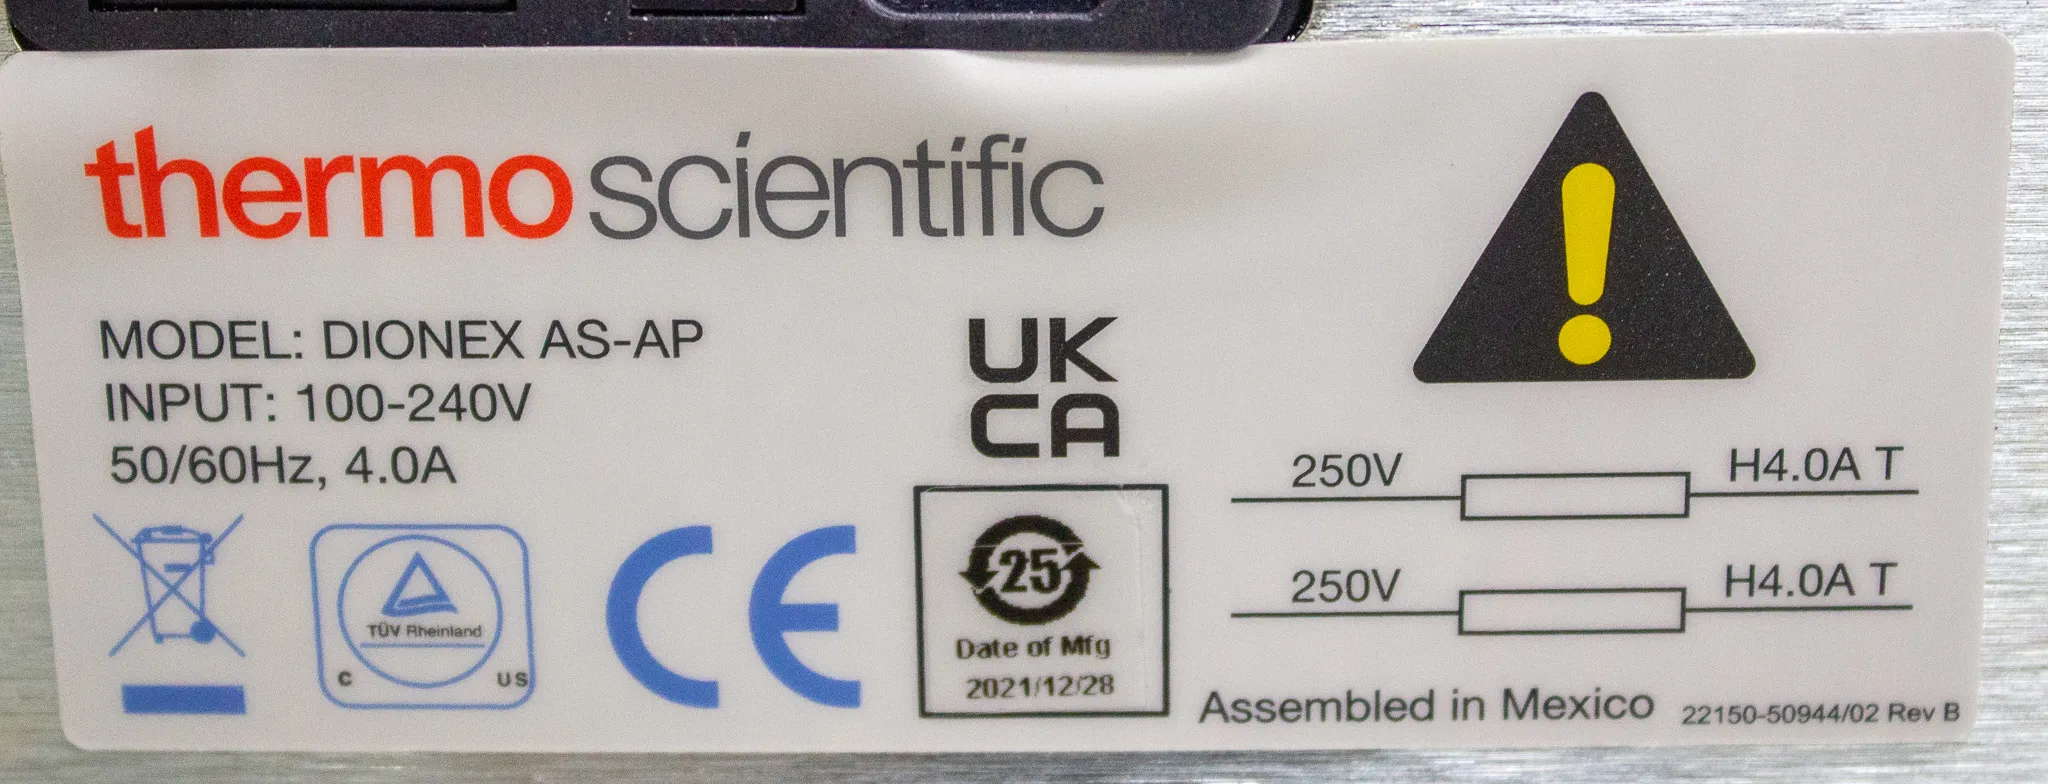 thermo scientific
MODEL: DIONEX AS-AP
INPUT: 100-240V
50/60Hz, 4.0A
UK
CA
TÜV Rheinland
C US
CE
25
Date of Mfg
2021/12/28
250V H4.0A T
250V H4.0A T
Assembled in Mexico
22150-50944/02 Rev B